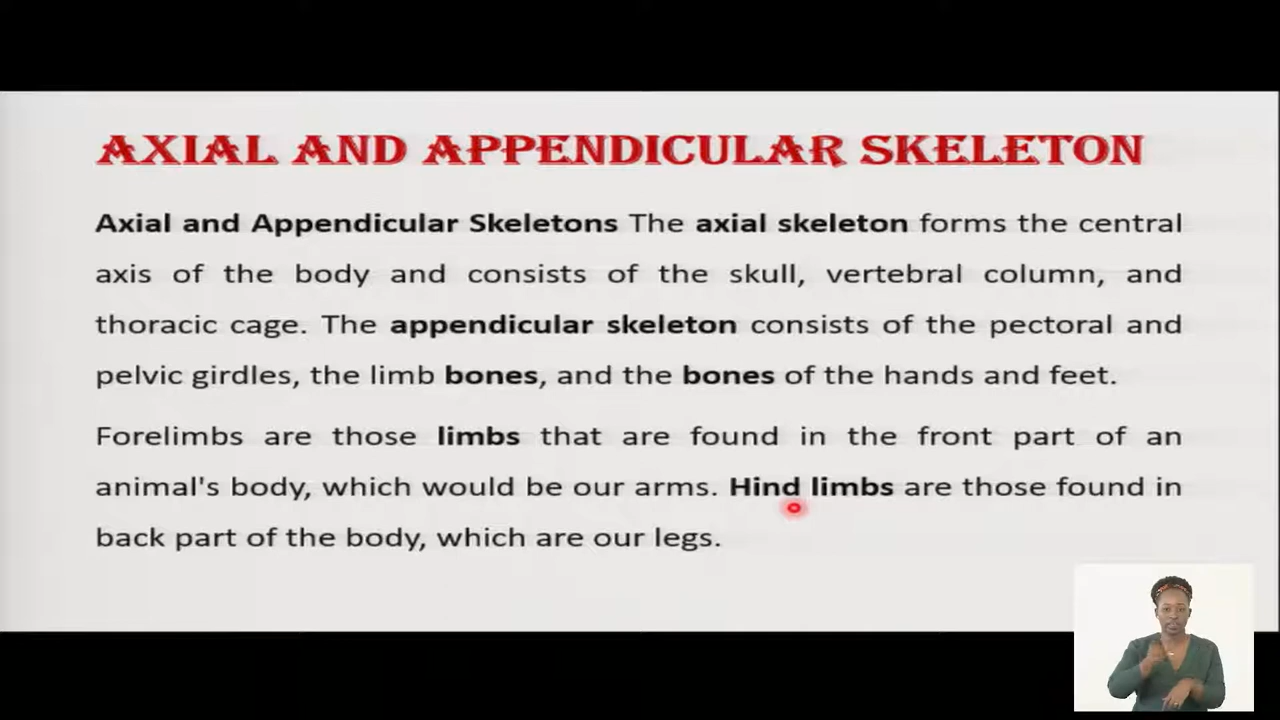 AXIAL AND APPENDICULAR SKELETON
Axial and Appendicular Skeletons The axial skeleton forms the central
axis of the body and consists of the skull, vertebral column, and
thoracic cage. The appendicular skeleton consists of the pectoral and
pelvic girdles, the limb bones, and the bones of the hands and feet.
Forelimbs are those limbs that are found in the front part of an
animal's body, which would be our arms. Hind limbs are those found in
back part of the body, which are our legs.